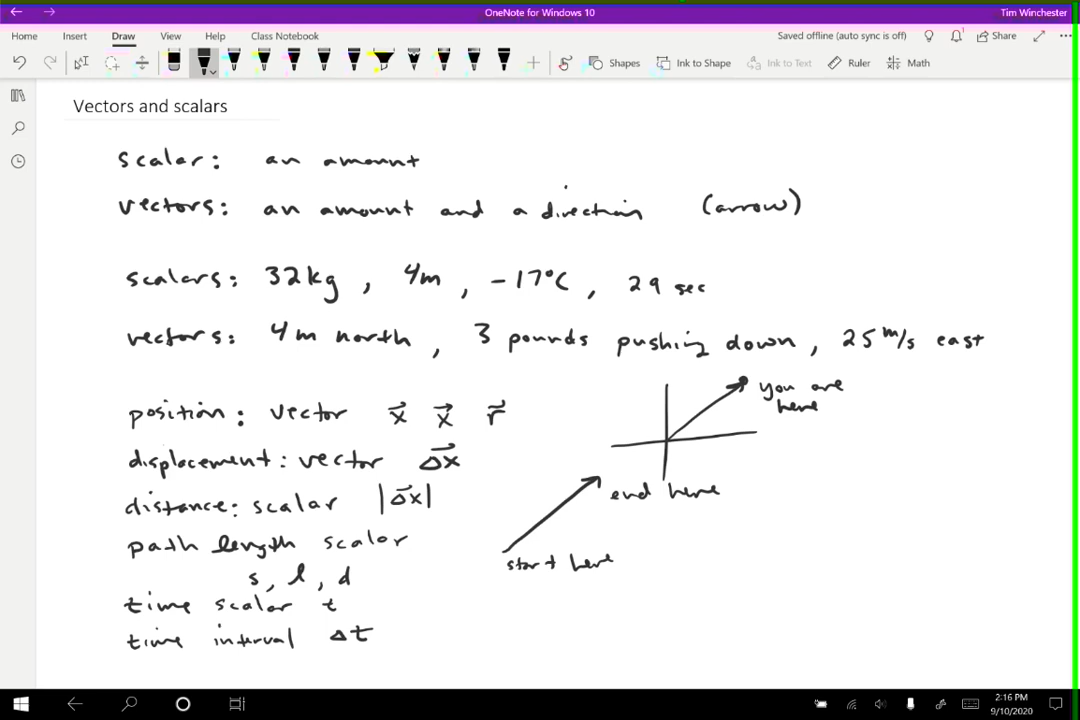 OneNote for Windows 10
Tim Winchester
Home Insert Draw View Help Class Notebook
Saved offline (auto sync is off) Share
Shapes Ink to Shape Ink to Text Ruler Math
Vectors and scalars
scalar: an amount
vectors: an amount and a direction (arrow)
scalars: 32kg, 4m, -17°C, 29 sec
vectors: 4m north, 3 pounds pushing down, 25 m/s east
position: vector x⃗ x⃗ r⃗
you are
here
displacement: vector Δx⃗
distance: scalar |Δx⃗|
end here
path length scalar
start here
s, l, d
time scalar t
time interval Δt
2:16 PM
9/10/2020